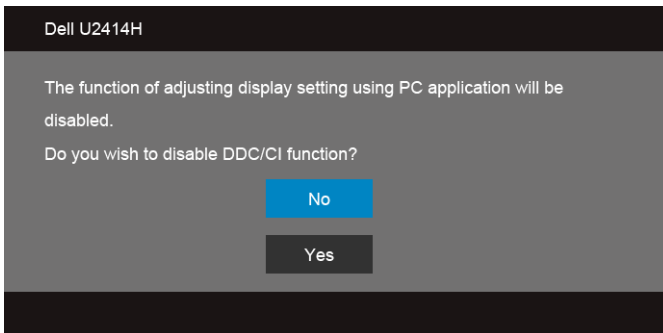 Dell U2414H
The function of adjusting display setting using PC application will be
disabled.
Do you wish to disable DDC/CI function?
No
Yes